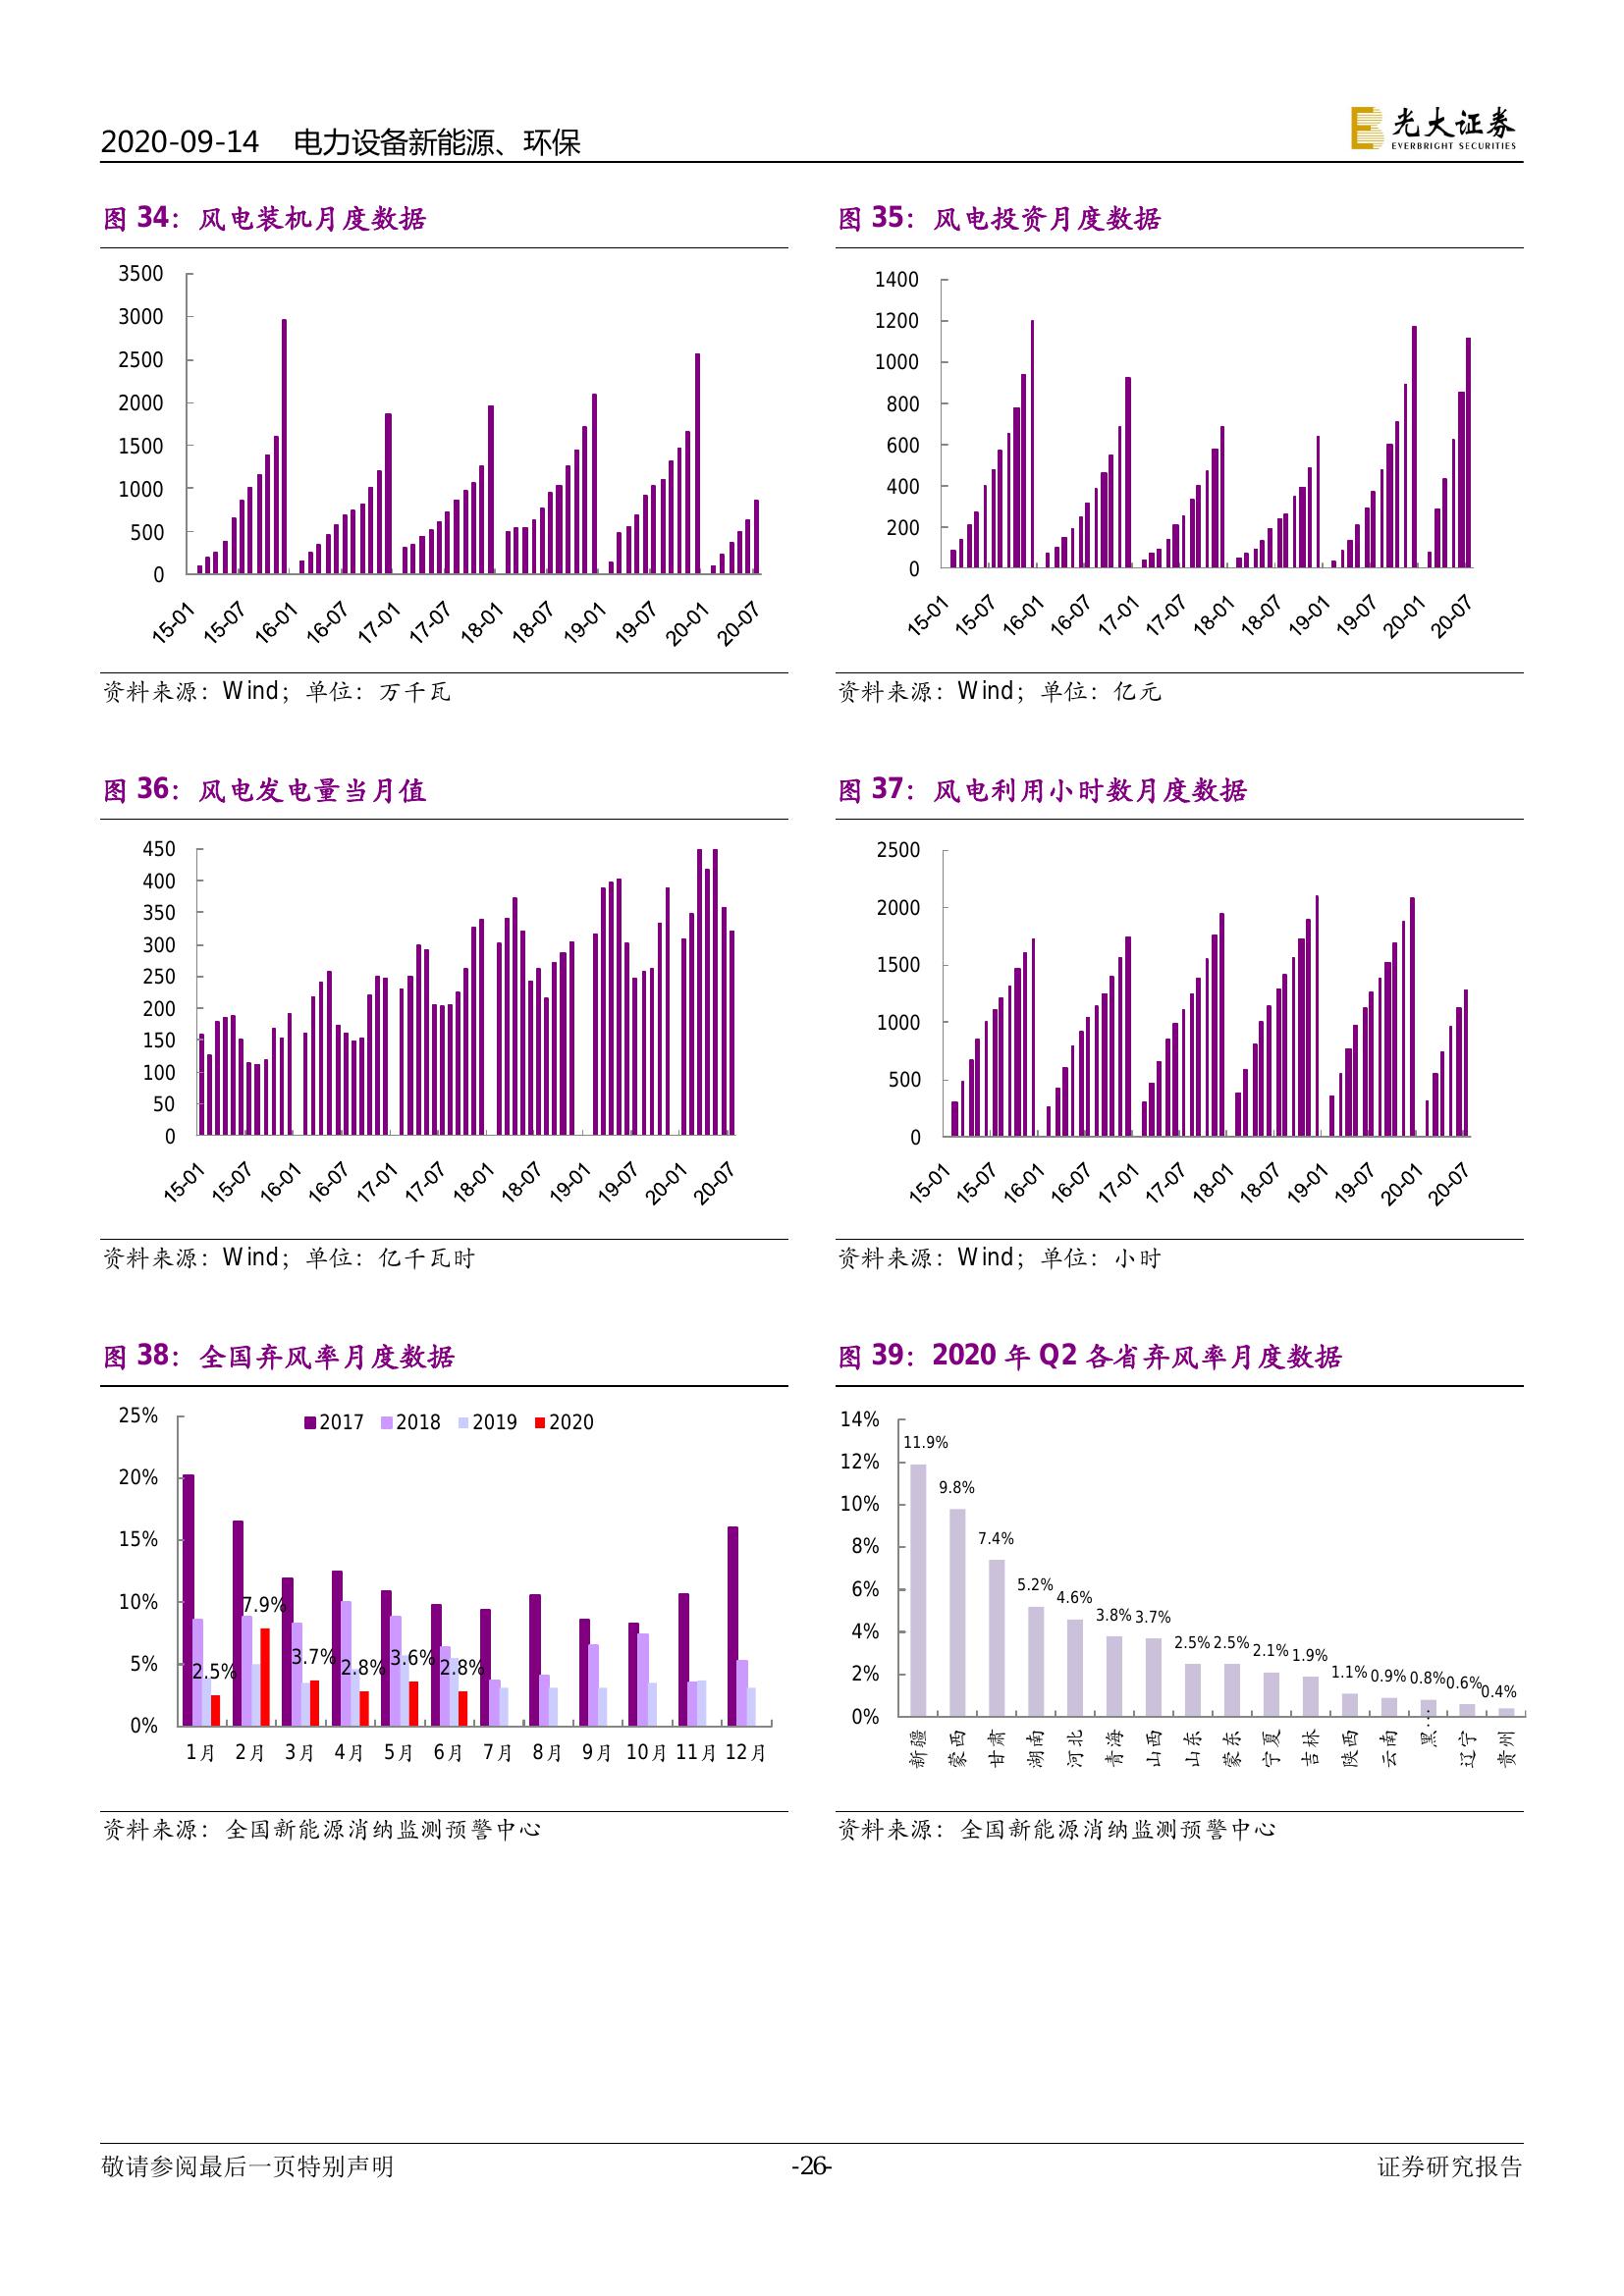 2020-09-14 电力设备新能源、环保
光大证券
EVERBRIGHT SECURITIES
图 34：风电装机月度数据
3500
3000
2500
2000
1500
1000
500
0
15-01 15-07 16-01 16-07 17-01 17-07 18-01 18-07 19-01 19-07 20-01 20-07
资料来源：Wind；单位：万千瓦
图 35：风电投资月度数据
1400
1200
1000
800
600
400
200
0
15-01 15-07 16-01 16-07 17-01 17-07 18-01 18-07 19-01 19-07 20-01 20-07
资料来源：Wind；单位：亿元
图 36：风电发电量当月值
450
400
350
300
250
200
150
100
50
0
15-01 15-07 16-01 16-07 17-01 17-07 18-01 18-07 19-01 19-07 20-01 20-07
资料来源：Wind；单位：亿千瓦时
图 37：风电利用小时数月度数据
2500
2000
1500
1000
500
0
15-01 15-07 16-01 16-07 17-01 17-07 18-01 18-07 19-01 19-07 20-01 20-07
资料来源：Wind；单位：小时
图 38：全国弃风率月度数据
2017 2018 2019 2020
25%
20%
15%
10%
5%
0%
2.5% 7.9% 3.7% 2.8% 3.6% 2.8%
1月 2月 3月 4月 5月 6月 7月 8月 9月 10月 11月 12月
资料来源：全国新能源消纳监测预警中心
图 39：2020 年 Q2 各省弃风率月度数据
14%
12%
10%
8%
6%
4%
2%
0%
11.9% 9.8% 7.4% 5.2% 4.6% 3.8% 3.7% 2.5% 2.5% 2.1% 1.9% 1.1% 0.9% 0.8% 0.6% 0.4%
新疆 蒙西 甘肃 湖南 河北 青海 山西 山东 蒙东 宁夏 吉林 陕西 云南 黑… 辽宁 贵州
资料来源：全国新能源消纳监测预警中心
敬请参阅最后一页特别声明 -26- 证券研究报告